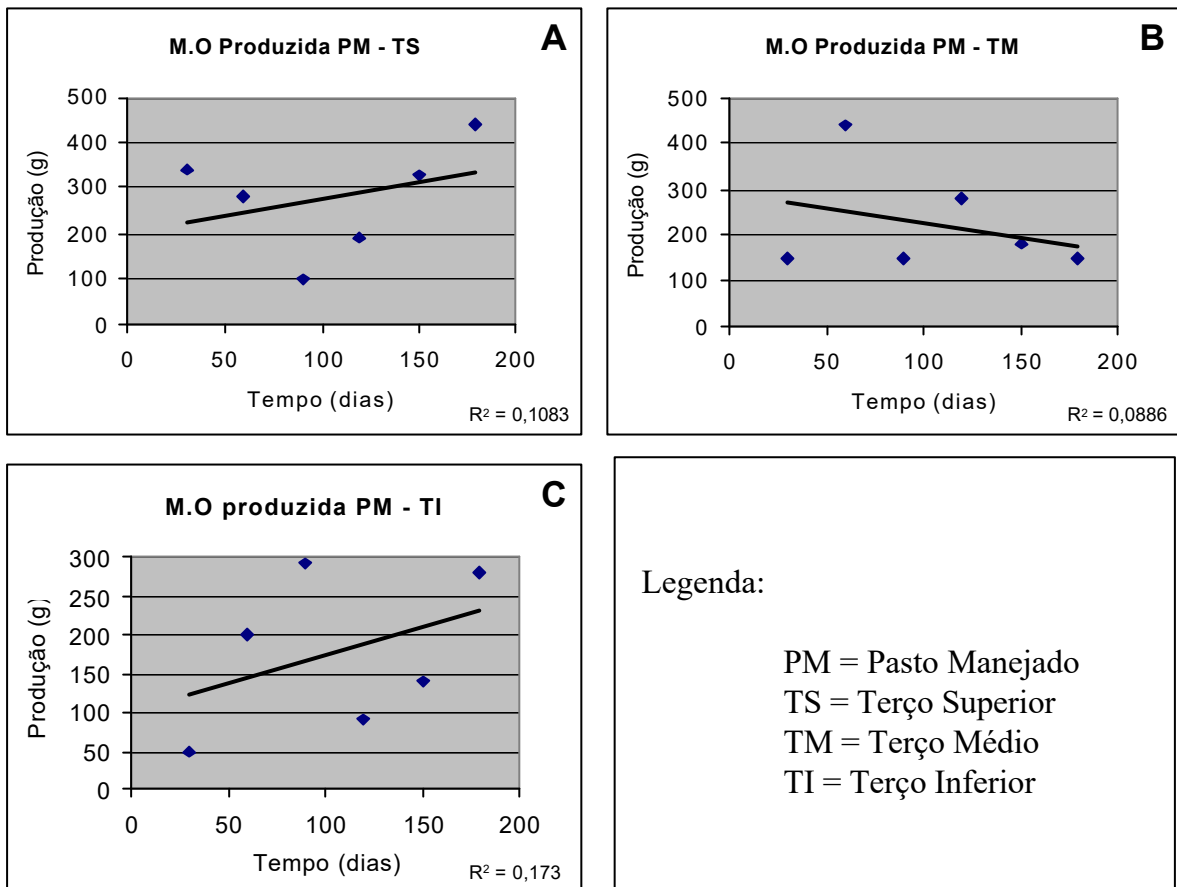 M.O Produzida PM - TS
A
Produção (g)
500
400
300
200
100
0
0 50 100 150 200
Tempo (dias)
R² = 0,1083
M.O Produzida PM - TM
B
Produção (g)
500
400
300
200
100
0
0 50 100 150 200
Tempo (dias)
R² = 0,0886
M.O produzida PM - TI
C
Produção (g)
300
250
200
150
100
50
0
0 50 100 150 200
Tempo (dias)
R² = 0,173
Legenda:
PM = Pasto Manejado
TS = Terço Superior
TM = Terço Médio
TI = Terço Inferior